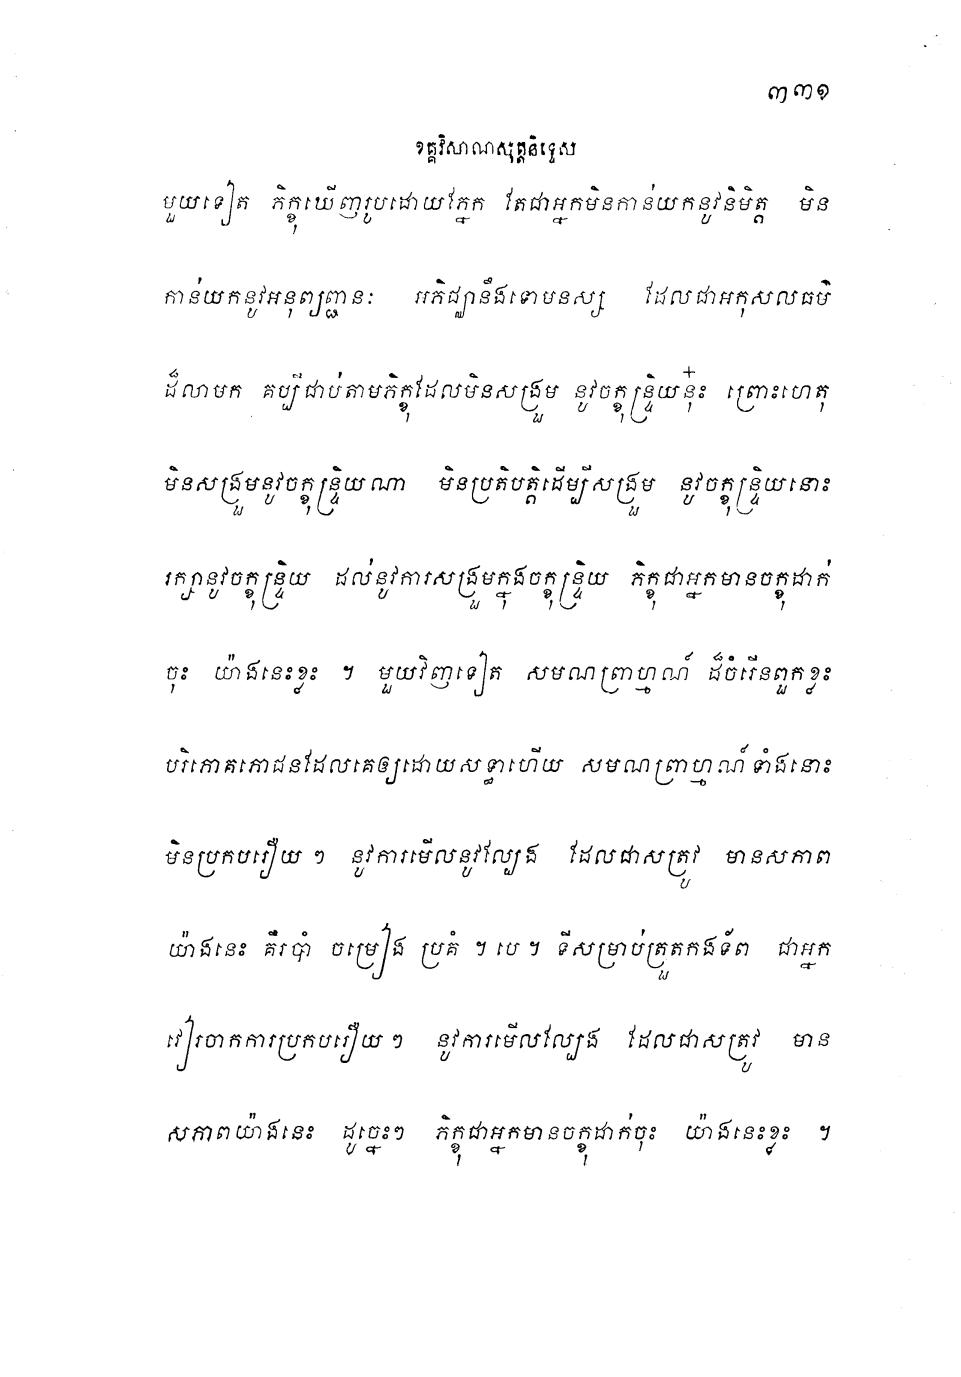 ៣៣១
ខគ្គវិសាណសុត្តនិទ្ទេស
មួយទៀត ភិក្ខុឃើញរូបដោយភ្នែក តែជាអ្នកមិនកាន់យកនូវនិមិត្ត មិន
កាន់យកនូវអនុព្យព្ជានៈ អភិជ្ឈានឹងទោមនស្ស ដែលជាអកុសលធម៌
ដ៏លាមក គប្បីជាប់តាមភិក្ខុដែលមិនសង្រួម នូវចក្ខុន្ទ្រិយនុ៎ះ ព្រោះហេតុ
មិនសង្រួមនូវចក្ខុន្ទ្រិយណា មិនប្រតិបត្តិដើម្បីសង្រួម នូវចក្ខុន្ទ្រិយនោះ
រក្សានូវចក្ខុន្ទ្រិយ ដល់នូវការសង្រួមក្នុងចក្ខុន្ទ្រិយ ភិក្ខុជាអ្នកមានចក្ខុដាក់
ចុះ យ៉ាងនេះខ្លះ ។ មួយវិញទៀត សមណព្រាហ្មណ៍ ដ៏ចំរើនពួកខ្លះ
បរិភោគភោជនដែលគេឲ្យដោយសទ្ធាហើយ សមណព្រាហ្មណ៍ទាំងនោះ
មិនប្រកបរឿយ ៗ នូវការមើលនូវល្បែង ដែលជាសត្រូវ មានសភាព
យ៉ាងនេះ គឺរបាំ ចម្រៀង ប្រគំ ។ បេ ។ ទីសម្រាប់ត្រួតកងទ័ព ជាអ្នក
វៀរចាកការប្រកបរឿយ ៗ នូវការមើលល្បែង ដែលជាសត្រូវ មាន
សភាពយ៉ាងនេះ ដូច្នេះៗ ភិក្ខុជាអ្នកមានចក្ខុដាក់ចុះ យ៉ាងនេះខ្លះ ។